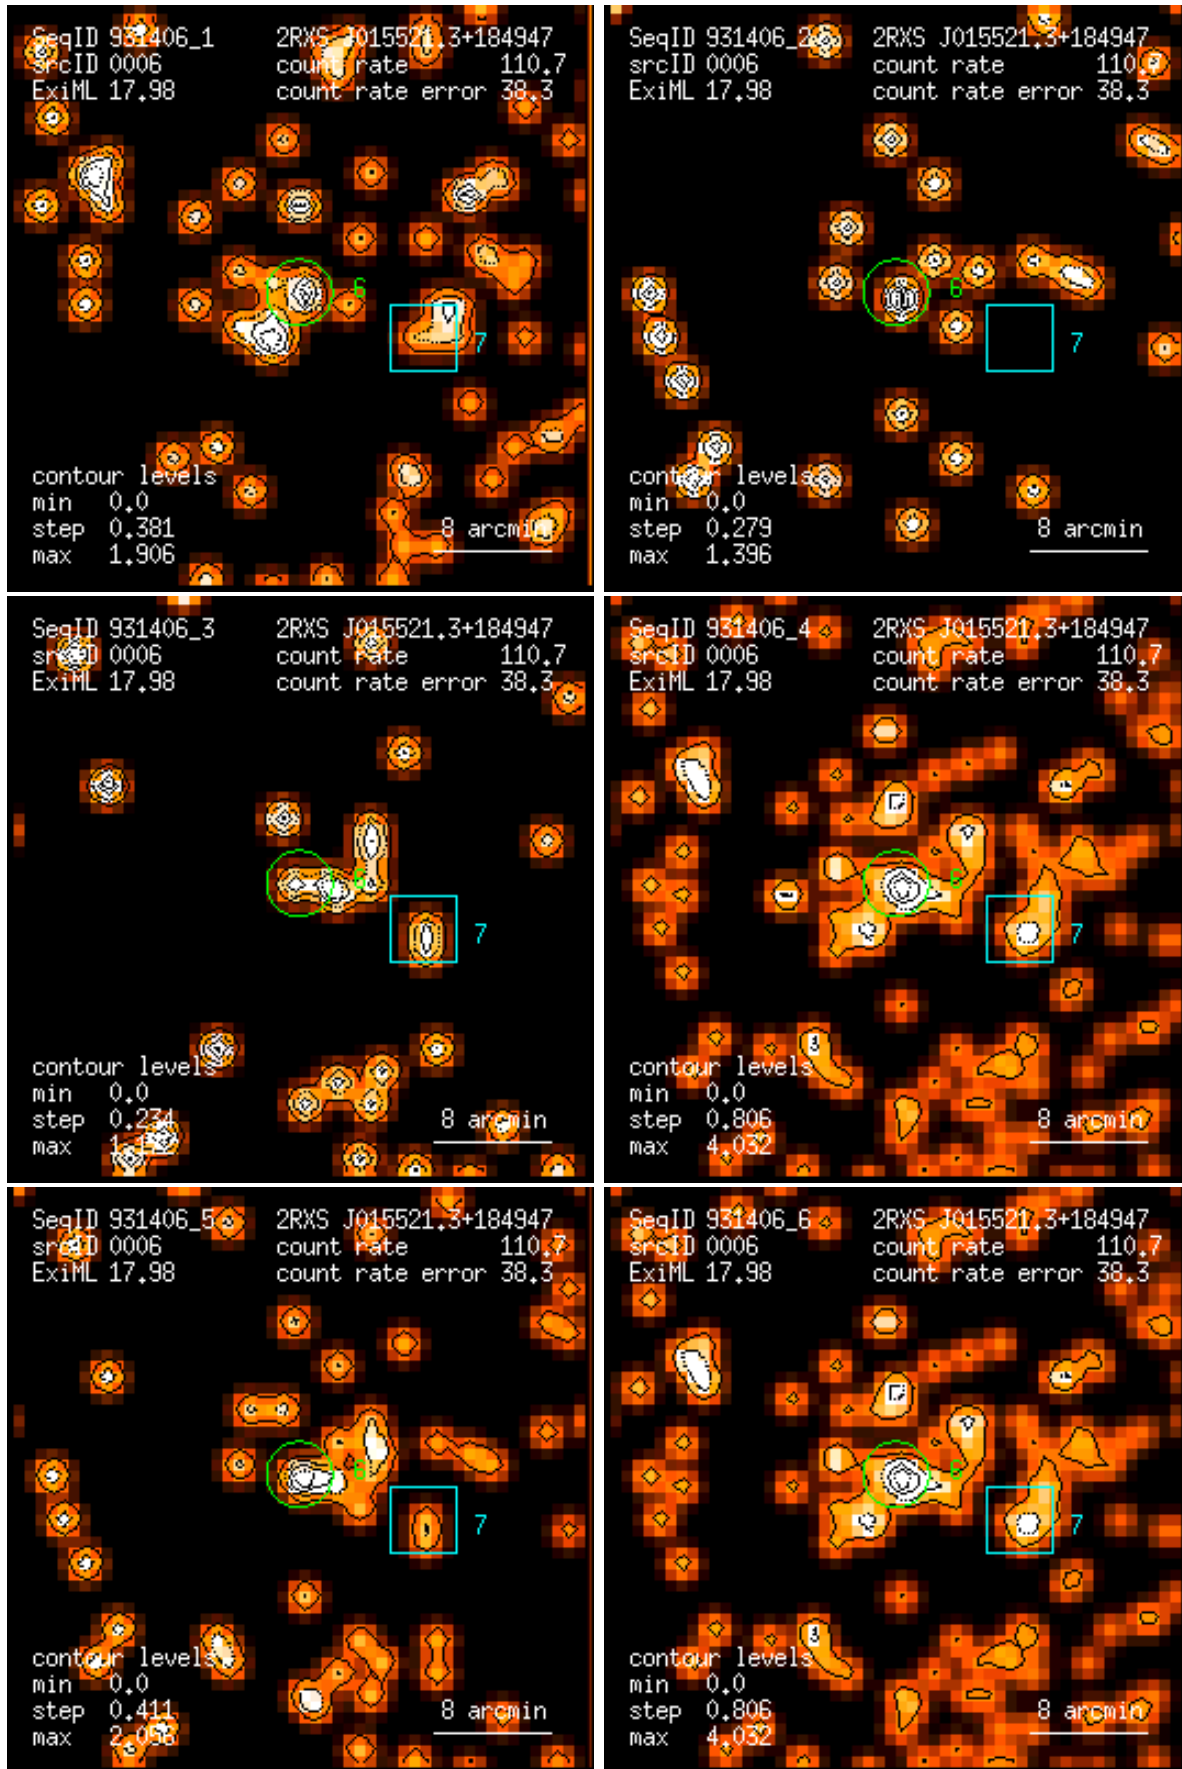 SeqID 931406_1 2RXS J015521.3+184947
srcID 0006 count rate 110.7
ExiML 17.98 count rate error 38.3
6
7
contour levels
min 0.0
step 0.381 8 arcmin
max 1.906
SeqID 931406_2 2RXS J015521.3+184947
srcID 0006 count rate 110.7
ExiML 17.98 count rate error 38.3
6
7
contour levels
min 0.0
step 0.279 8 arcmin
max 1.396
SeqID 931406_3 2RXS J015521.3+184947
srcID 0006 count rate 110.7
ExiML 17.98 count rate error 38.3
6
7
contour levels
min 0.0
step 0.234 8 arcmin
max
SeqID 931406_4 2RXS J015521.3+184947
srcID 0006 count rate 110.7
ExiML 17.98 count rate error 38.3
6
7
contour levels
min 0.0
step 0.806 8 arcmin
max 4.032
SeqID 931406_5 2RXS J015521.3+184947
srcID 0006 count rate 110.7
ExiML 17.98 count rate error 38.3
6
7
contour levels
min 0.0
step 0.411 8 arcmin
max 2.056
SeqID 931406_6 2RXS J015521.3+184947
srcID 0006 count rate 110.7
ExiML 17.98 count rate error 38.3
6
7
contour levels
min 0.0
step 0.806 8 arcmin
max 4.032